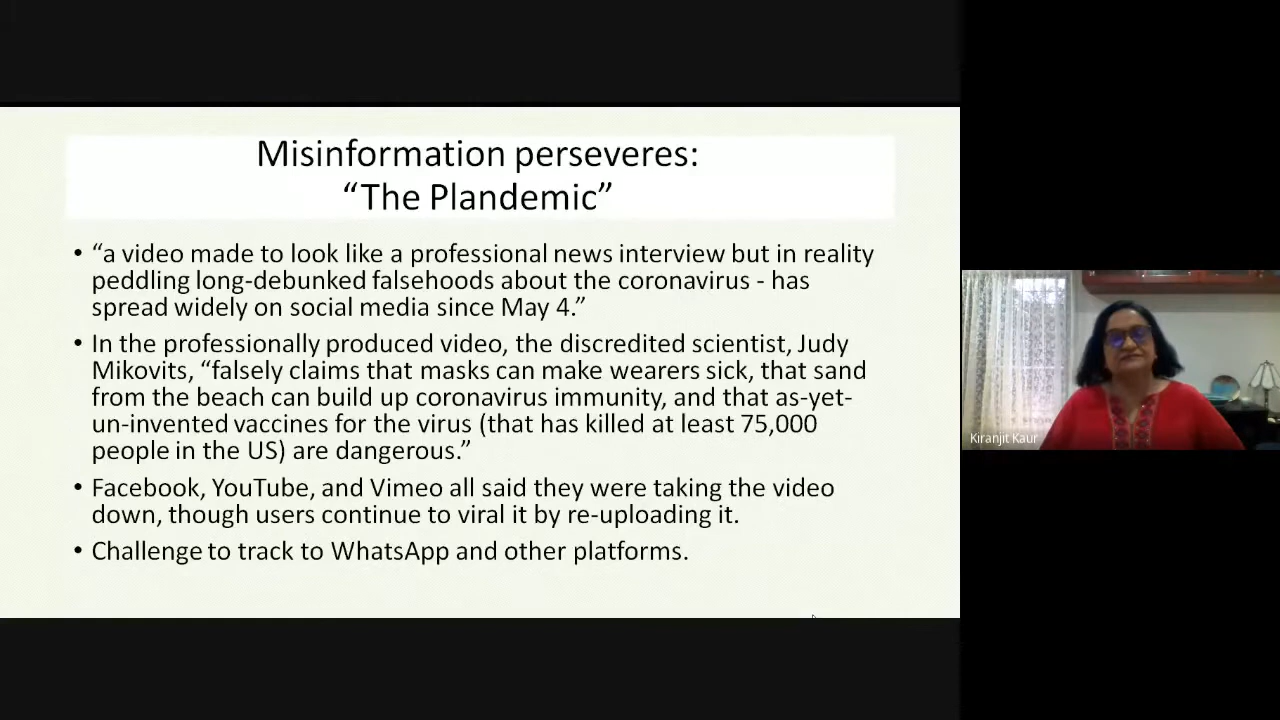 Misinformation perseveres:
“The Plandemic”
• “a video made to look like a professional news interview but in reality
peddling long-debunked falsehoods about the coronavirus - has
spread widely on social media since May 4.”
• In the professionally produced video, the discredited scientist, Judy
Mikovits, “falsely claims that masks can make wearers sick, that sand
from the beach can build up coronavirus immunity, and that as-yet-
un-invented vaccines for the virus (that has killed at least 75,000
people in the US) are dangerous.”
• Facebook, YouTube, and Vimeo all said they were taking the video
down, though users continue to viral it by re-uploading it.
• Challenge to track to WhatsApp and other platforms.
Kiranjit Kaur